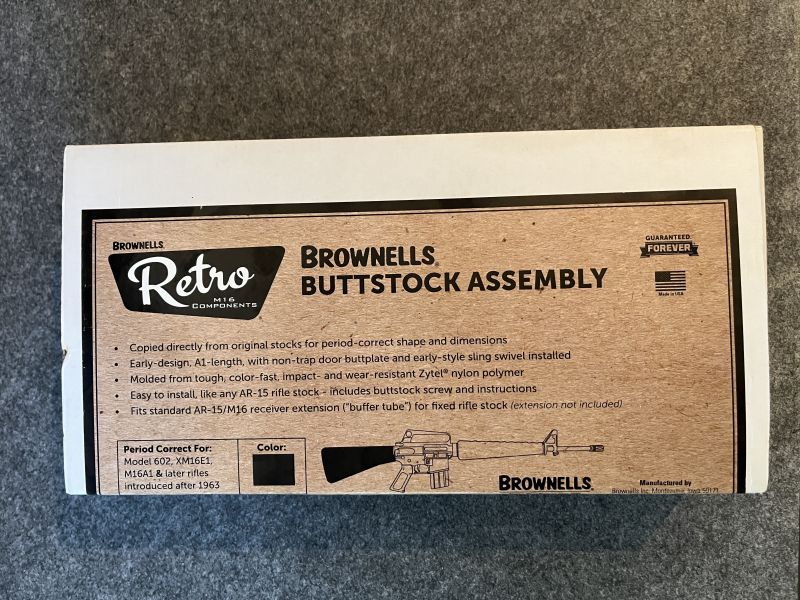 BROWNELLS
Retro
M16
COMPONENTS
BROWNELLS®
BUTTSTOCK ASSEMBLY
GUARANTEED
FOREVER
Made in USA
• Copied directly from original stocks for period-correct shape and dimensions
• Early-design, A1-length, with non-trap door buttplate and early-style sling swivel installed
• Molded from tough, color-fast, impact- and wear-resistant Zytel® nylon polymer
• Easy to install, like any AR-15 rifle stock – includes buttstock screw and instructions
• Fits standard AR-15/M16 receiver extension ("buffer tube") for fixed rifle stock (extension not included)
Period Correct For:
Model 602, XM16E1,
M16A1 & later rifles
introduced after 1963
Color:
BROWNELLS.
Manufactured by
Brownells Inc. Montezuma, Iowa 50171